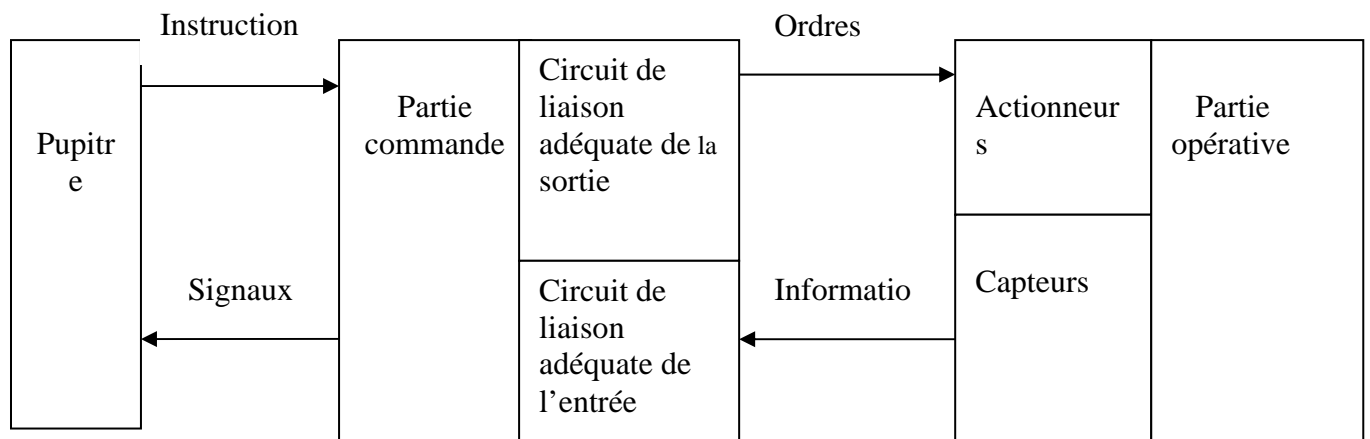 Instruction
Ordres
Pupitr
e
Partie
commande
Circuit de
liaison
adéquate de la
sortie
Actionneur
s
Partie
opérative
Signaux
Circuit de
liaison
adéquate de
l'entrée
Informatio
Capteurs